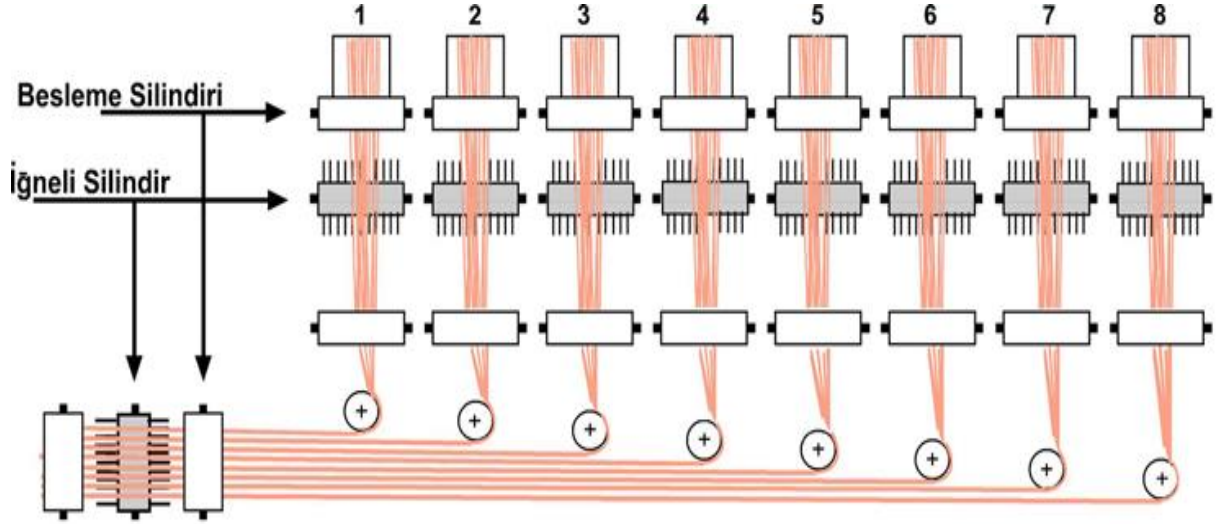 1 2 3 4 5 6 7 8
Besleme Silindiri
İğneli Silindir
+ + + + + + + +